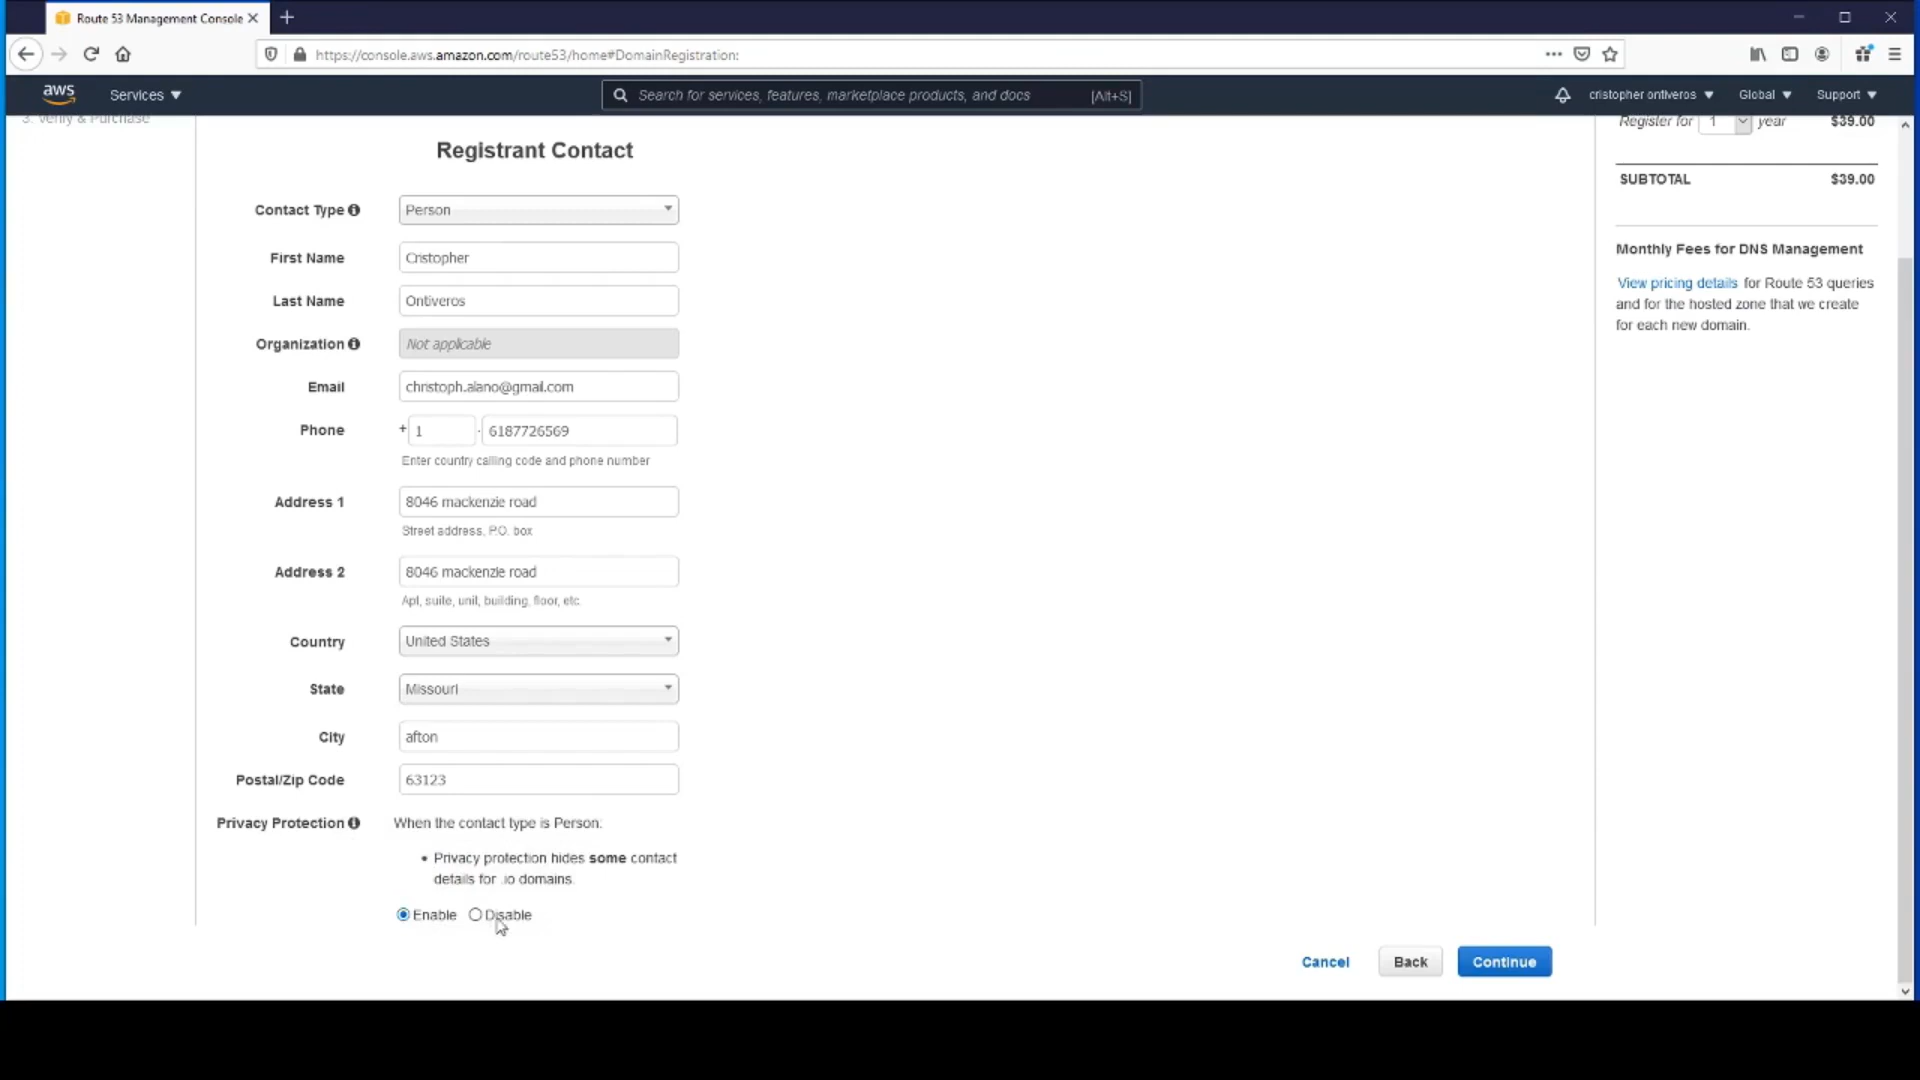 Route 53 Management Console
https://console.aws.amazon.com/route53/home#DomainRegistration:
aws
Services
Search for services, features, marketplace products, and docs
[Alt+S]
cristopher ontiveros
Global
Support
3. Verify & Purchase
Registrant Contact
Register for 1 year $39.00
SUBTOTAL $39.00
Monthly Fees for DNS Management
View pricing details for Route 53 queries
and for the hosted zone that we create
for each new domain.
Contact Type Person
First Name Cristopher
Last Name Ontiveros
Organization Not applicable
Email christoph.alano@gmail.com
Phone + 1 . 6187726569
Enter country calling code and phone number
Address 1 8046 mackenzie road
Street address, P.O. box
Address 2 8046 mackenzie road
Apt, suite, unit, building, floor, etc.
Country United States
State Missouri
City afton
Postal/Zip Code 63123
Privacy Protection When the contact type is Person:
• Privacy protection hides some contact
details for .io domains.
Enable Disable
Cancel Back Continue